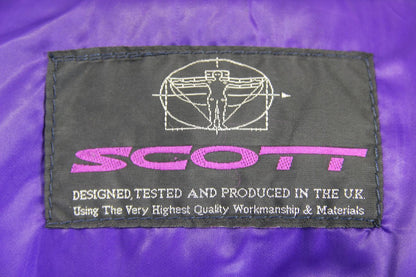 SCOTT
DESIGNED, TESTED AND PRODUCED IN THE U.K.
Using The Very Highest Quality Workmanship & Materials